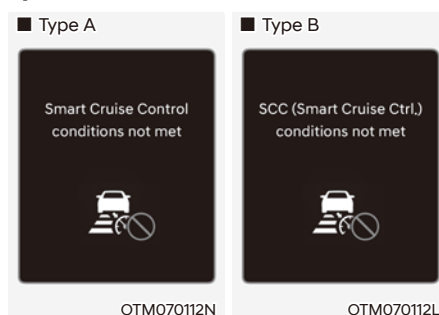 ■ Type A
Smart Cruise Control
conditions not met
OTM070112N
■ Type B
SCC (Smart Cruise Ctrl.)
conditions not met
OTM070112L